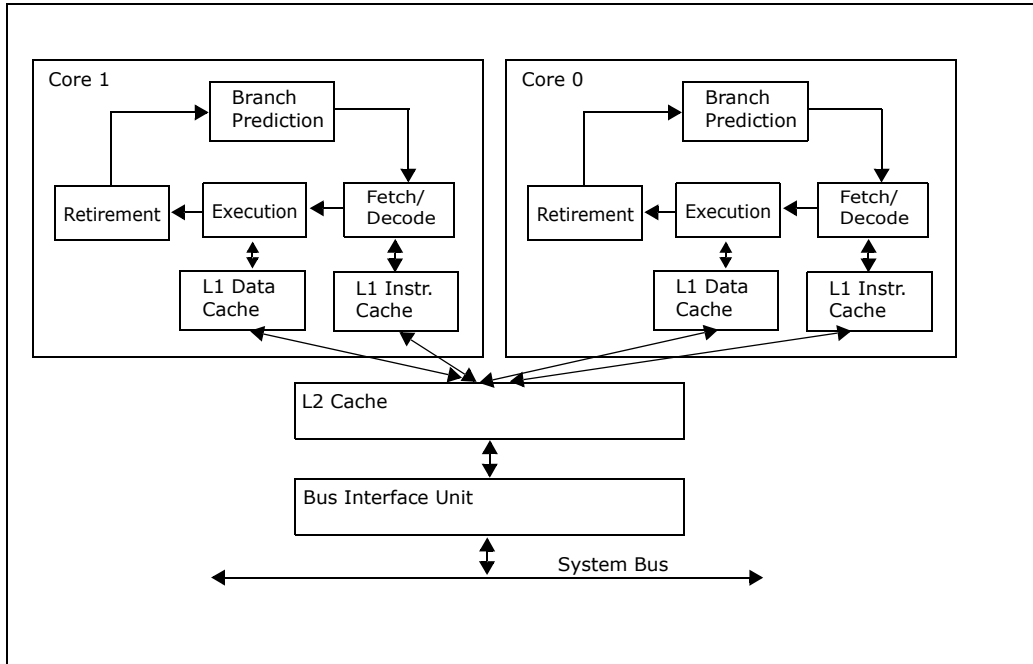 Core 1
Branch
Prediction
Retirement
Execution
Fetch/
Decode
L1 Data
Cache
L1 Instr.
Cache
Core 0
Branch
Prediction
Retirement
Execution
Fetch/
Decode
L1 Data
Cache
L1 Instr.
Cache
L2 Cache
Bus Interface Unit
System Bus